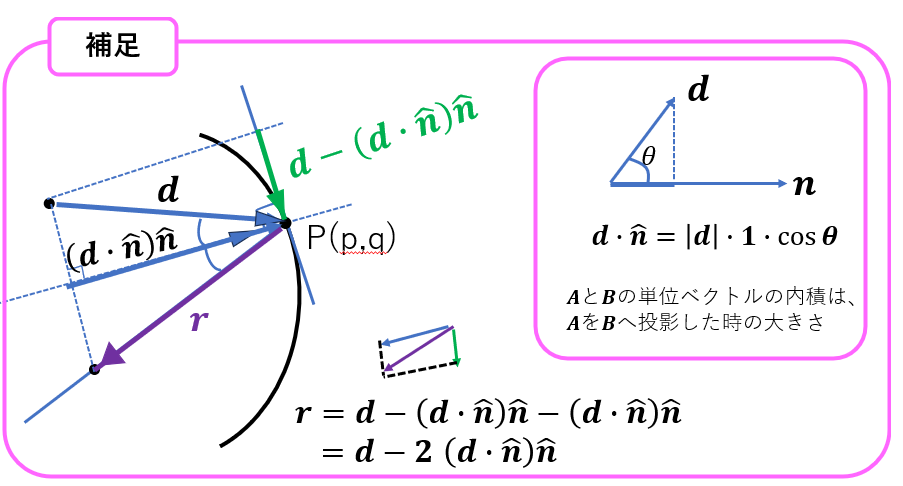 補足
d − (d · n̂)n̂
d
(d · n̂)n̂
P(p,q)
r
d
θ
n
d · n̂ = |d| · 1 · cos θ
AとBの単位ベクトルの内積は、
AをBへ投影した時の大きさ
r = d − (d · n̂)n̂ − (d · n̂)n̂
= d − 2 (d · n̂)n̂